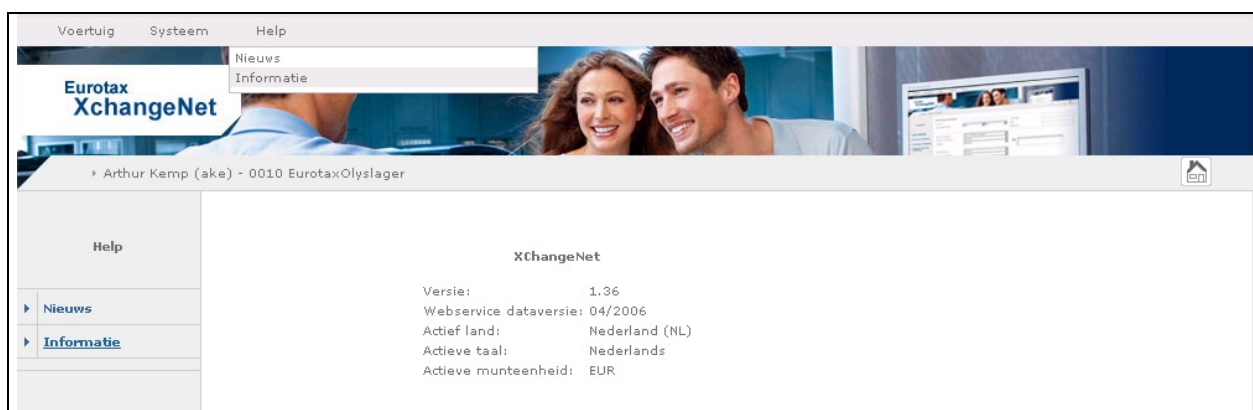 Voertuig Systeem Help
Nieuws
Informatie
Eurotax
XchangeNet
Arthur Kemp (ake) - 0010 EurotaxOlyslager
Help
Nieuws
Informatie
XChangeNet
Versie: 1.36
Webservice dataversie: 04/2006
Actief land: Nederland (NL)
Actieve taal: Nederlands
Actieve munteenheid: EUR